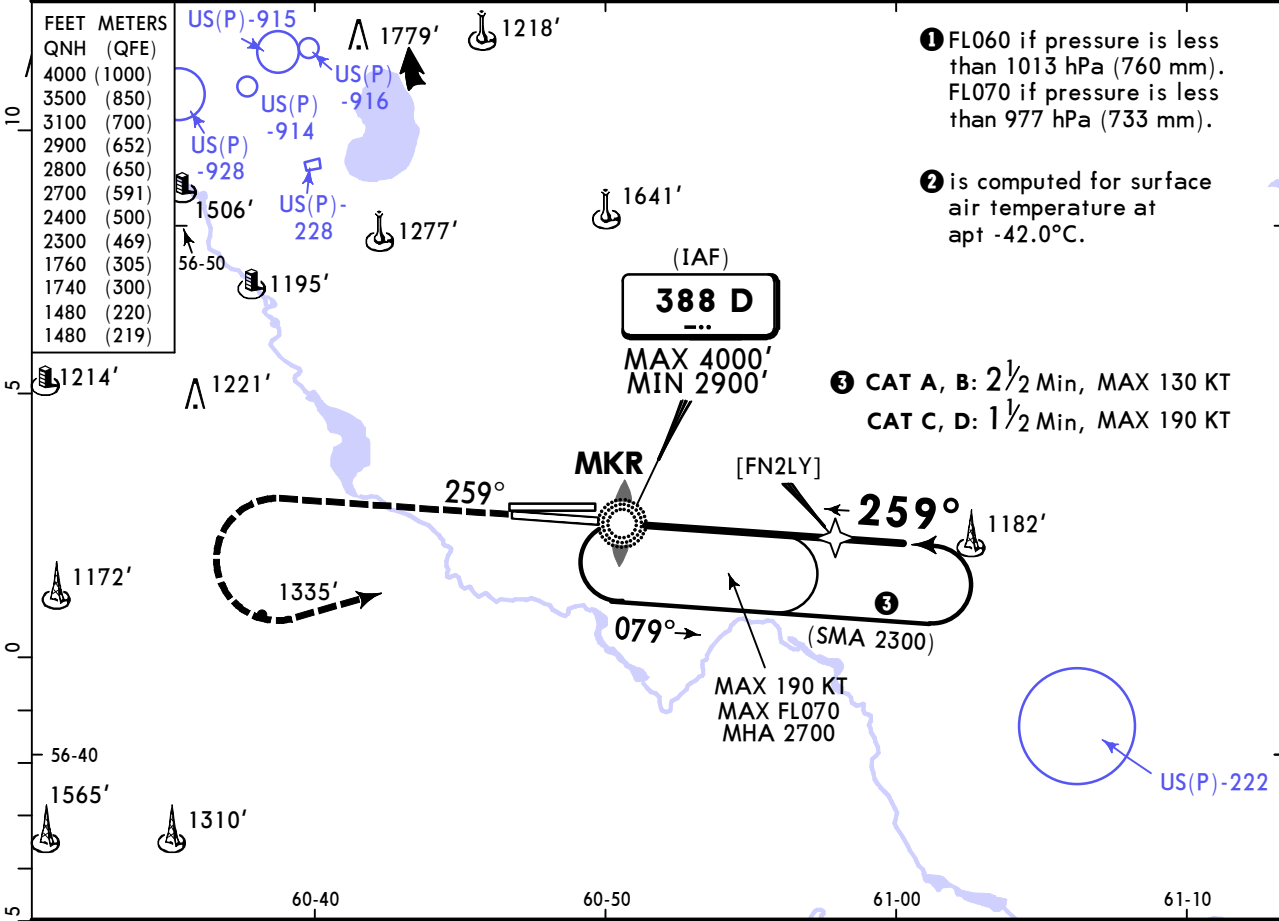 FEET METERS
QNH (QFE)
4000 (1000)
3500 (850)
3100 (700)
2900 (652)
2800 (650)
2700 (591)
2400 (500)
2300 (469)
1760 (305)
1740 (300)
1480 (220)
1480 (219)
US(P)-915
1779'
1218'
US(P)
-916
US(P)
-914
US(P)
-928
US(P)-
228
1506'
56-50
1277'
1195'
1641'
1 FL060 if pressure is less
than 1013 hPa (760 mm).
FL070 if pressure is less
than 977 hPa (733 mm).
2 is computed for surface
air temperature at
apt -42.0°C.
(IAF)
388 D
MAX 4000'
MIN 2900'
3 CAT A, B: 2½ Min, MAX 130 KT
CAT C, D: 1½ Min, MAX 190 KT
1214'
1221'
MKR
[FN2LY]
259°
259°
1182'
1172'
1335'
3
079°
(SMA 2300)
MAX 190 KT
MAX FL070
MHA 2700
56-40
US(P)-222
1565'
1310'
10
5
0
5
60-40
60-50
61-00
61-10